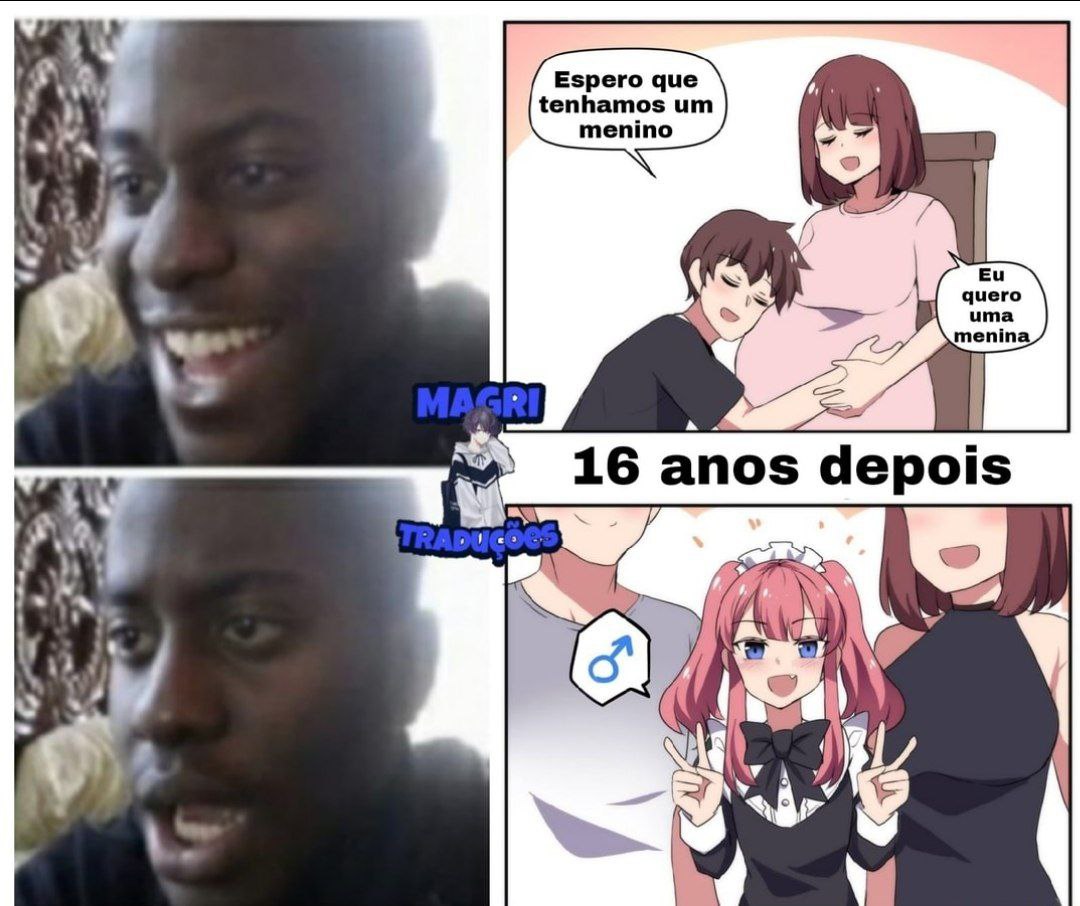 Espero que
tenhamos um
menino
Eu
quero
uma
menina
MAGRI
TRADUÇÕES
16 anos depois